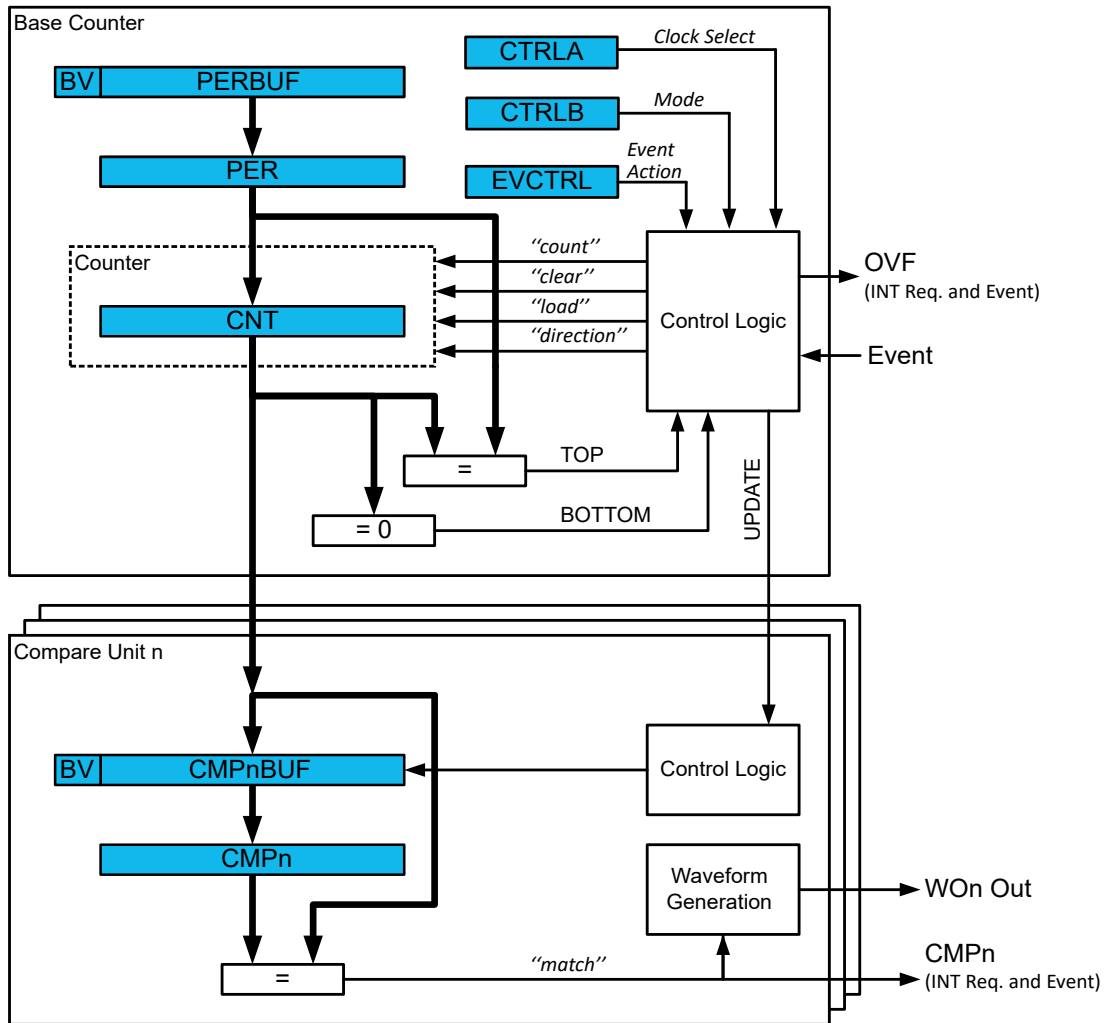 Base Counter
CTRLA
Clock Select
BV
PERBUF
CTRLB
Mode
PER
EVCTRL
Event
Action
Counter
CNT
“count”
“clear”
“load”
“direction”
Control Logic
OVF
(INT Req. and Event)
Event
=
TOP
= 0
BOTTOM
UPDATE
Compare Unit n
BV
CMPnBUF
Control Logic
CMPn
Waveform
Generation
WOn Out
=
“match”
CMPn
(INT Req. and Event)